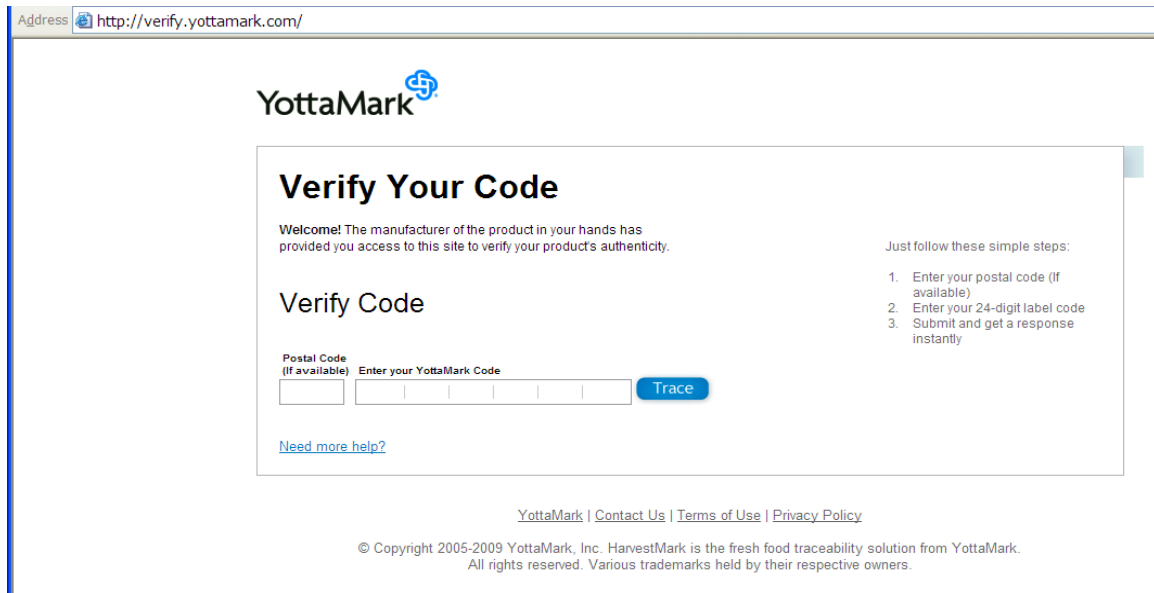 Address http://verify.yottamark.com/
YottaMark
Verify Your Code
Welcome! The manufacturer of the product in your hands has
provided you access to this site to verify your product's authenticity.
Verify Code
Postal Code
(If available) Enter your YottaMark Code
Trace
Need more help?
Just follow these simple steps:
1. Enter your postal code (If
available)
2. Enter your 24-digit label code
3. Submit and get a response
instantly
YottaMark | Contact Us | Terms of Use | Privacy Policy
© Copyright 2005-2009 YottaMark, Inc. HarvestMark is the fresh food traceability solution from YottaMark.
All rights reserved. Various trademarks held by their respective owners.